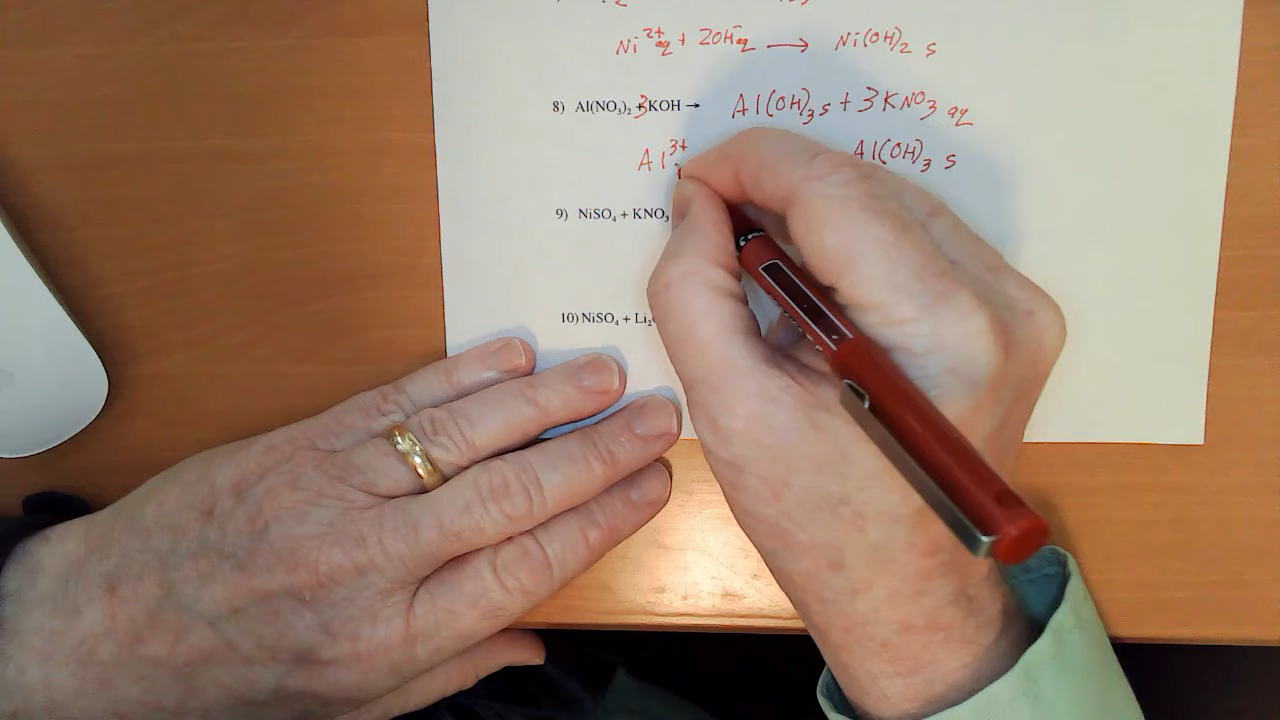 Ni²⁺aq + 2OH⁻aq → Ni(OH)₂ s
8) Al(NO₃)₂ + 3KOH → Al(OH)₃ s + 3KNO₃ aq
Al³⁺ Al(OH)₃ s
9) NiSO₄ + KNO₃
10) NiSO₄ + Li₂